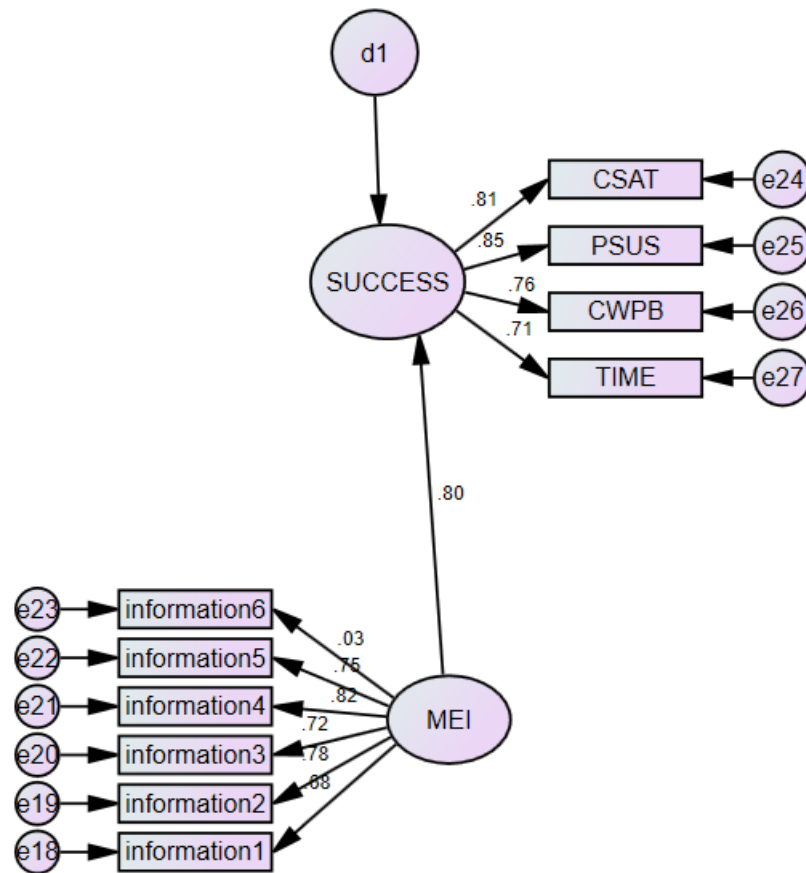 d1
CSAT
e24
.81
.85
PSUS
e25
SUCCESS
.76
CWPB
e26
.71
TIME
e27
.80
e23
information6
.03
e22
information5
.75
e21
information4
.82
MEI
.72
e20
information3
.78
e19
information2
.68
e18
information1